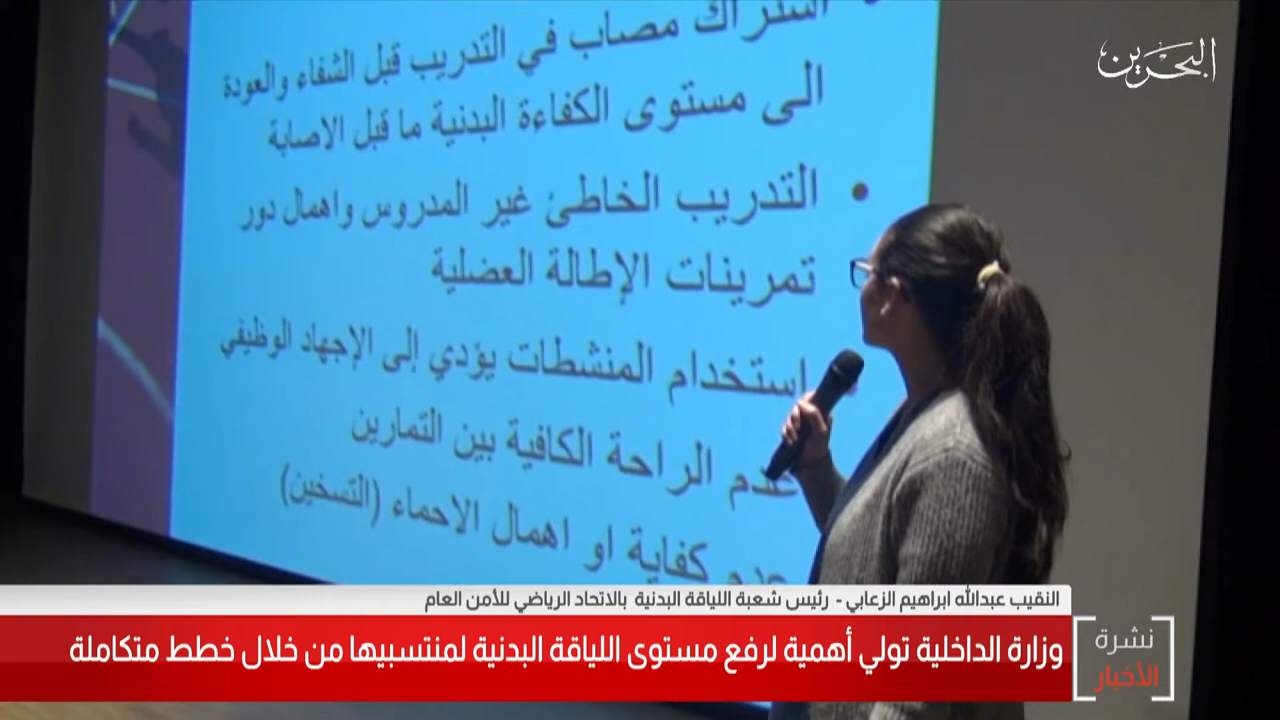 البحرين
اشتراك مصاب في التدريب قبل الشفاء والعودة
الى مستوى الكفاءة البدنية ما قبل الاصابة
• التدريب الخاطئ غير المدروس واهمال دور
تمرينات الإطالة العضلية
استخدام المنشطات يؤدي إلى الإجهاد الوظيفي
عدم الراحة الكافية بين التمارين
عدم كفاية او اهمال الاحماء (التسخين)
النقيب عبدالله ابراهيم الزعابي - رئيس شعبة اللياقة البدنية بالاتحاد الرياضي للأمن العام
وزارة الداخلية تولي أهمية لرفع مستوى اللياقة البدنية لمنتسبيها من خلال خطط متكاملة
نشرة
الأخبار